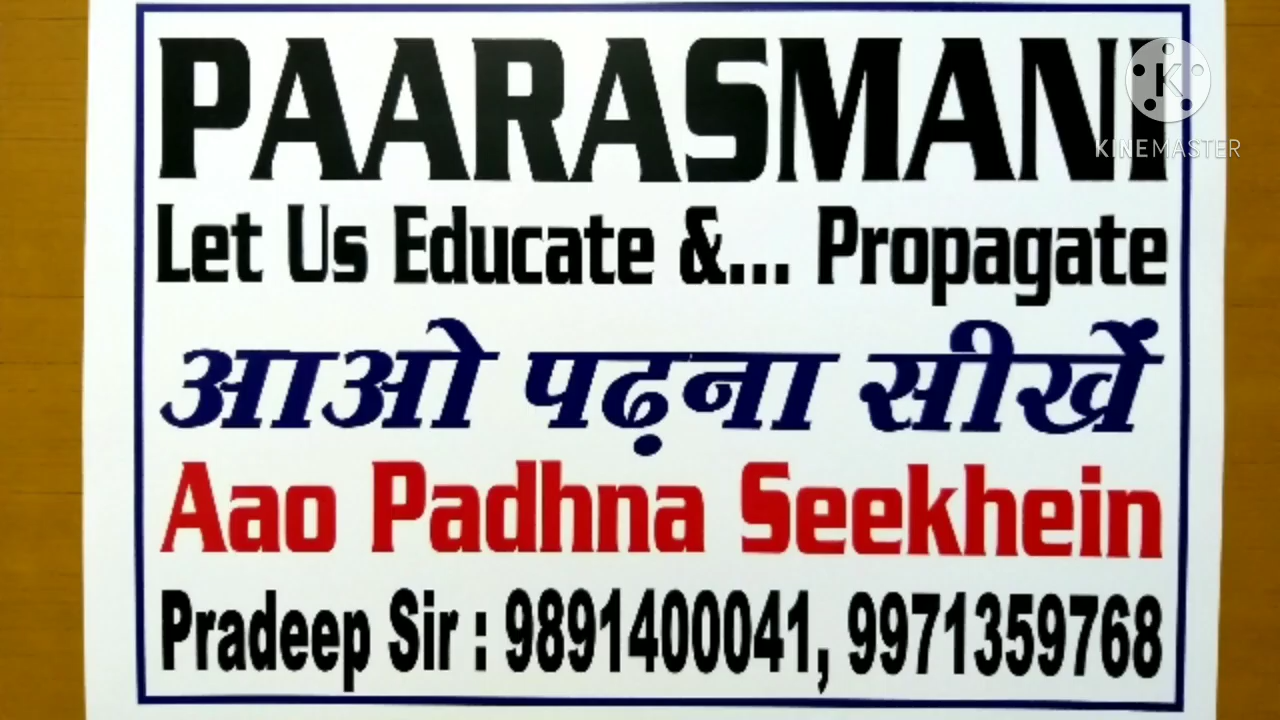 PAARASMANI
KINEMASTER
Let Us Educate &... Propagate
आओ पढ़ना सीखें
Aao Padhna Seekhein
Pradeep Sir : 9891400041, 9971359768